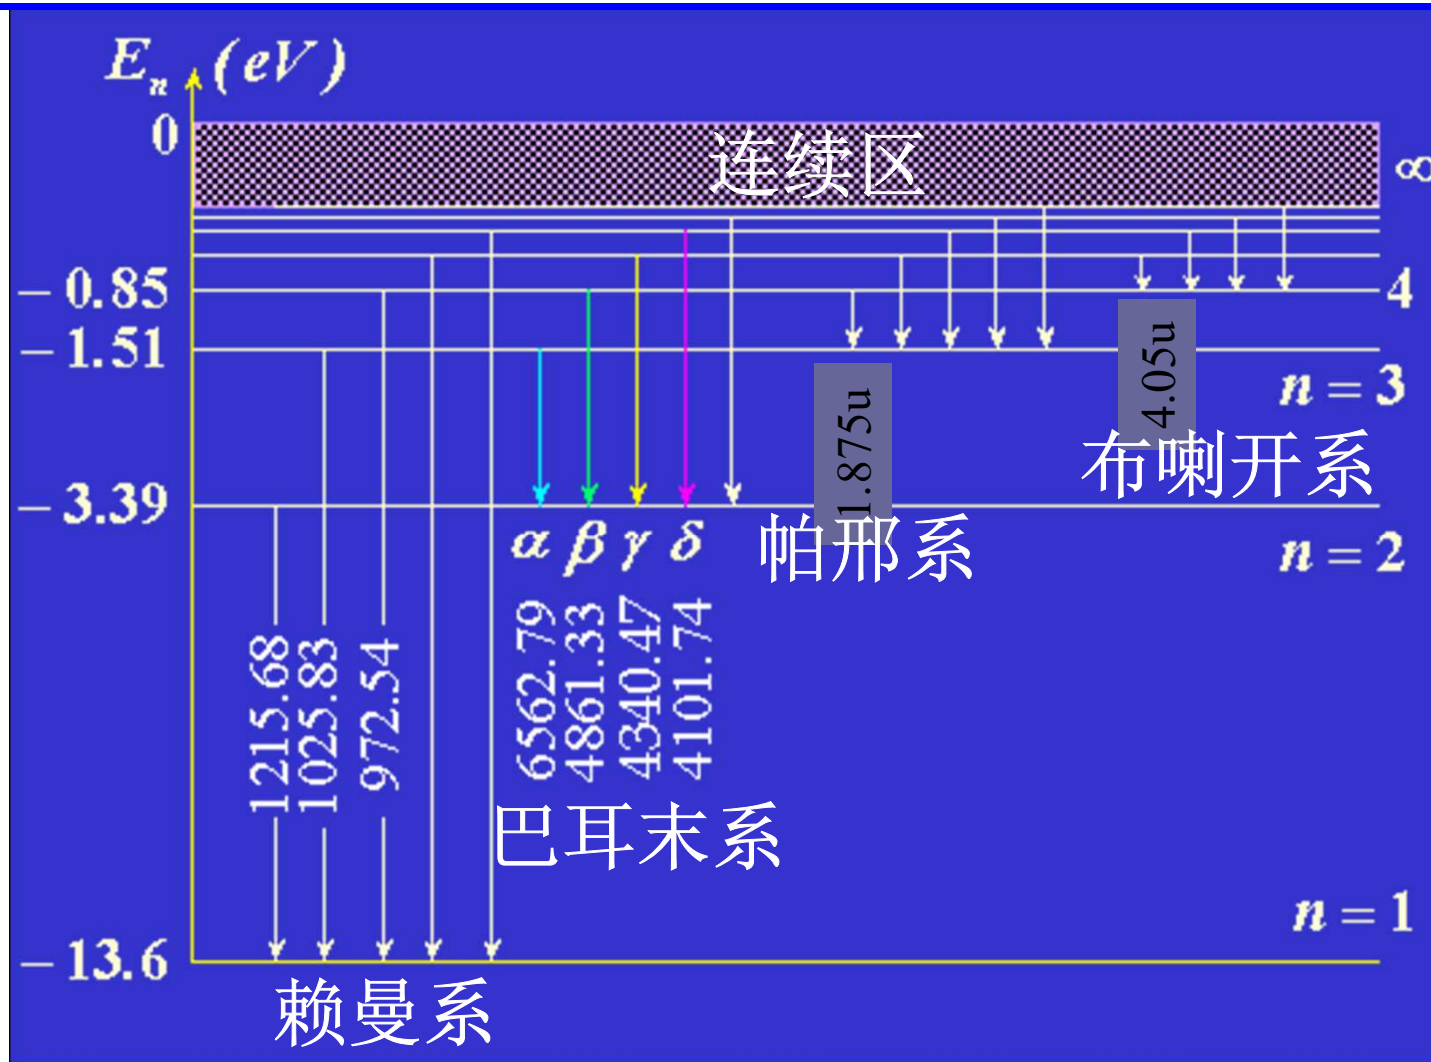 Eₙ (eV)
0
连续区
∞
− 0.85
4
− 1.51
n = 3
4.05u
1.875u
布喇开系
− 3.39
n = 2
α β γ δ
帕邢系
1215.68
1025.83
972.54
6562.79
4861.33
4340.47
4101.74
巴耳末系
n = 1
− 13.6
赖曼系